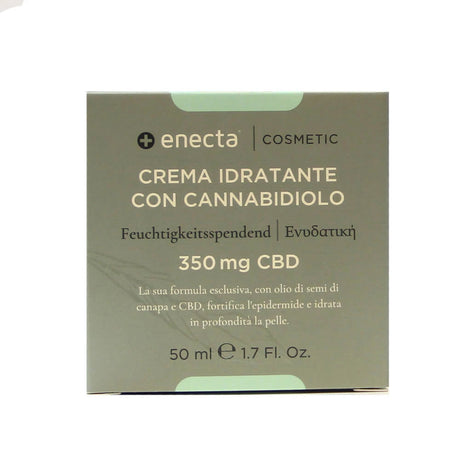 enecta® | COSMETIC
CREMA IDRATANTE
CON CANNABIDIOLO
Feuchtigkeitsspendend | Ενυδατική
350 mg CBD
La sua formula esclusiva, con olio di semi di
canapa e CBD, fortifica l'epidermide e idrata
in profondità la pelle.
50 ml ℮ 1.7 Fl. Oz.